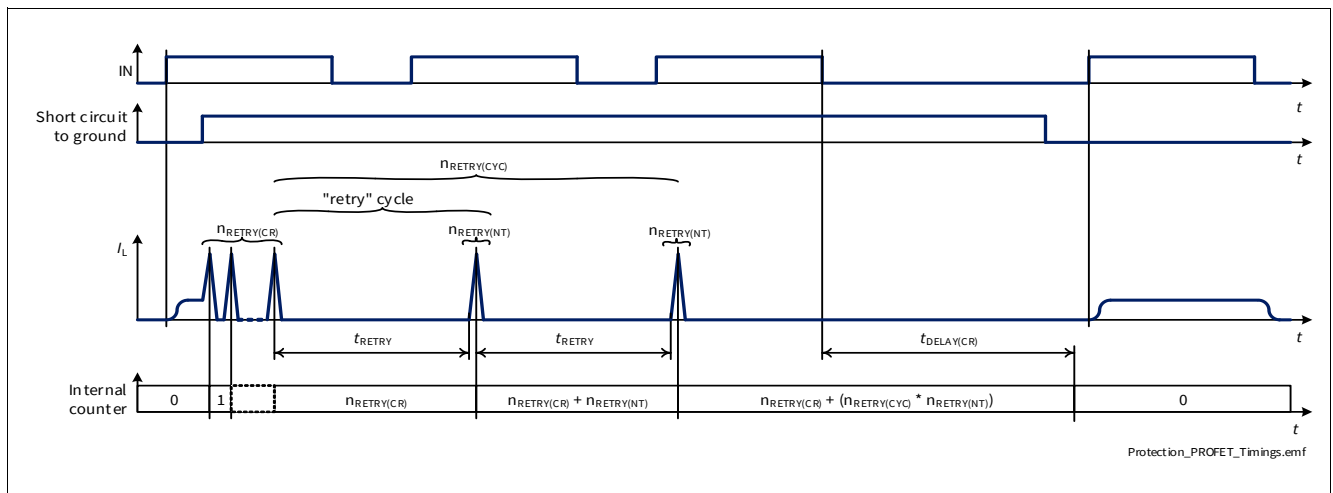 IN
t
Short circuit
to ground
t
nRETRY(CYC)
"retry" cycle
nRETRY(CR)
nRETRY(NT)
nRETRY(NT)
IL
t
tRETRY
tRETRY
tDELAY(CR)
Internal
counter
0
1
nRETRY(CR)
nRETRY(CR) + nRETRY(NT)
nRETRY(CR) + (nRETRY(CYC) * nRETRY(NT))
0
t
Protection_PROFET_Timings.emf